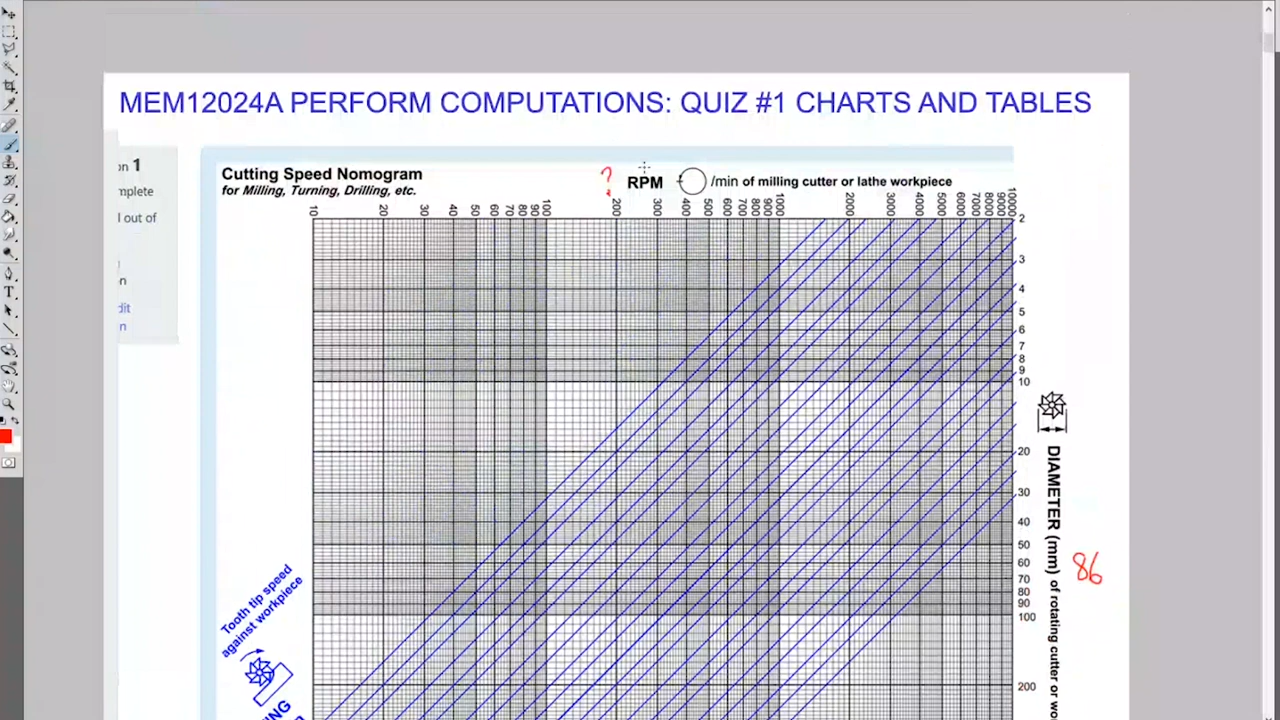 MEM12024A PERFORM COMPUTATIONS: QUIZ #1 CHARTS AND TABLES
on 1
mplete
l out of
n
dit
n
Cutting Speed Nomogram
for Milling, Turning, Drilling, etc.
? RPM /min of milling cutter or lathe workpiece
10 20 30 40 50 60 70 80 90 100 200 300 400 500 600 700 800 900 1000 2000 3000 4000 5000 6000 7000 8000 9000 10000
2
3
4
5
6
7
8
9
10
20
30
40
50
60
70
80
90
100
200
DIAMETER (mm) of rotating cutter or wo
86
Tooth tip speed
against workpiece
NG